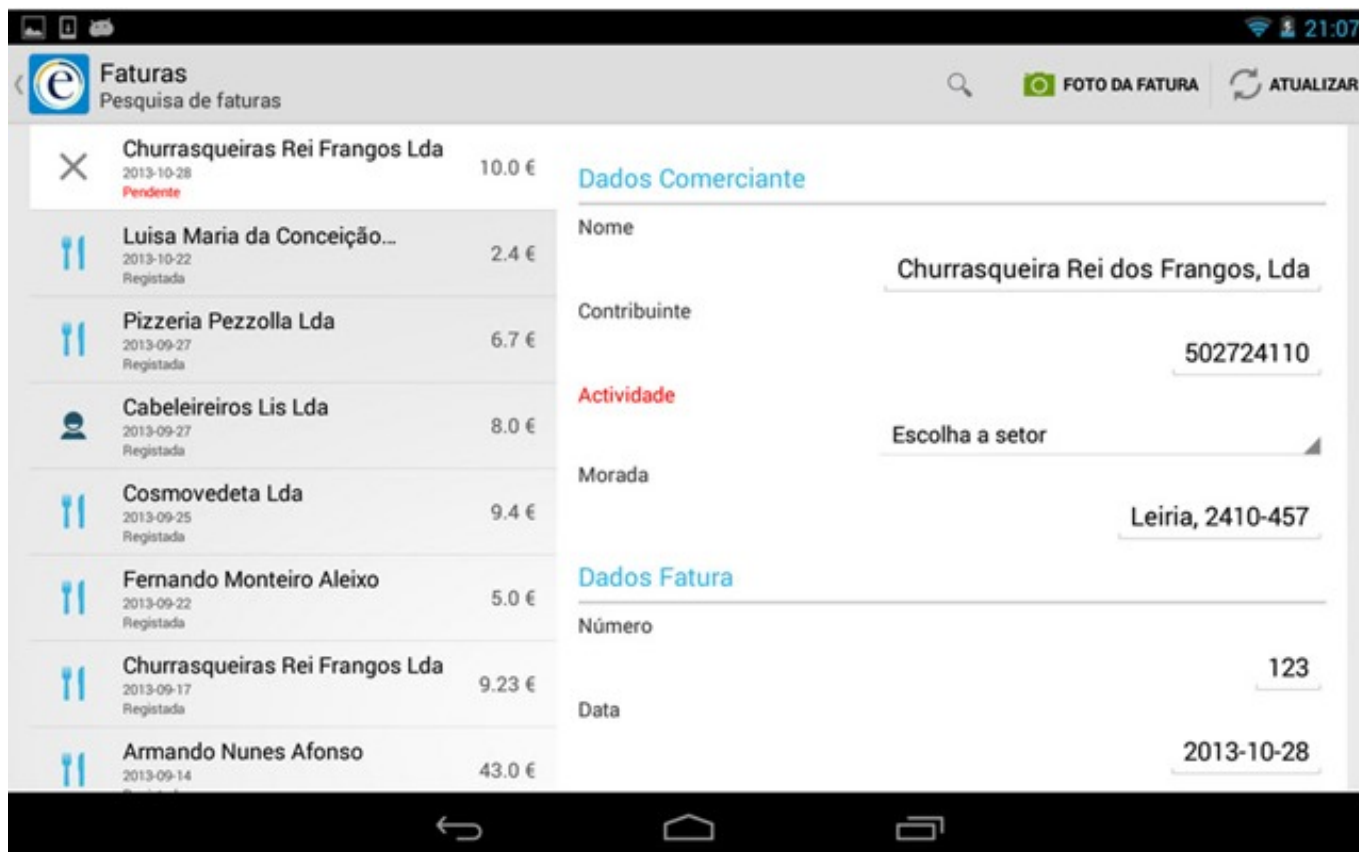 21:07
e
Faturas
Pesquisa de faturas
FOTO DA FATURA
ATUALIZAR
Churrasqueiras Rei Frangos Lda
2013-10-28
Pendente
10.0 €
Luisa Maria da Conceição...
2013-10-22
Registada
2.4 €
Pizzeria Pezzolla Lda
2013-09-27
Registada
6.7 €
Cabeleireiros Lis Lda
2013-09-27
Registada
8.0 €
Cosmovedeta Lda
2013-09-25
Registada
9.4 €
Fernando Monteiro Aleixo
2013-09-22
Registada
5.0 €
Churrasqueiras Rei Frangos Lda
2013-09-17
Registada
9.23 €
Armando Nunes Afonso
2013-09-14
43.0 €
Dados Comerciante
Nome
Churrasqueira Rei dos Frangos, Lda
Contribuinte
502724110
Actividade
Escolha a setor
Morada
Leiria, 2410-457
Dados Fatura
Número
123
Data
2013-10-28